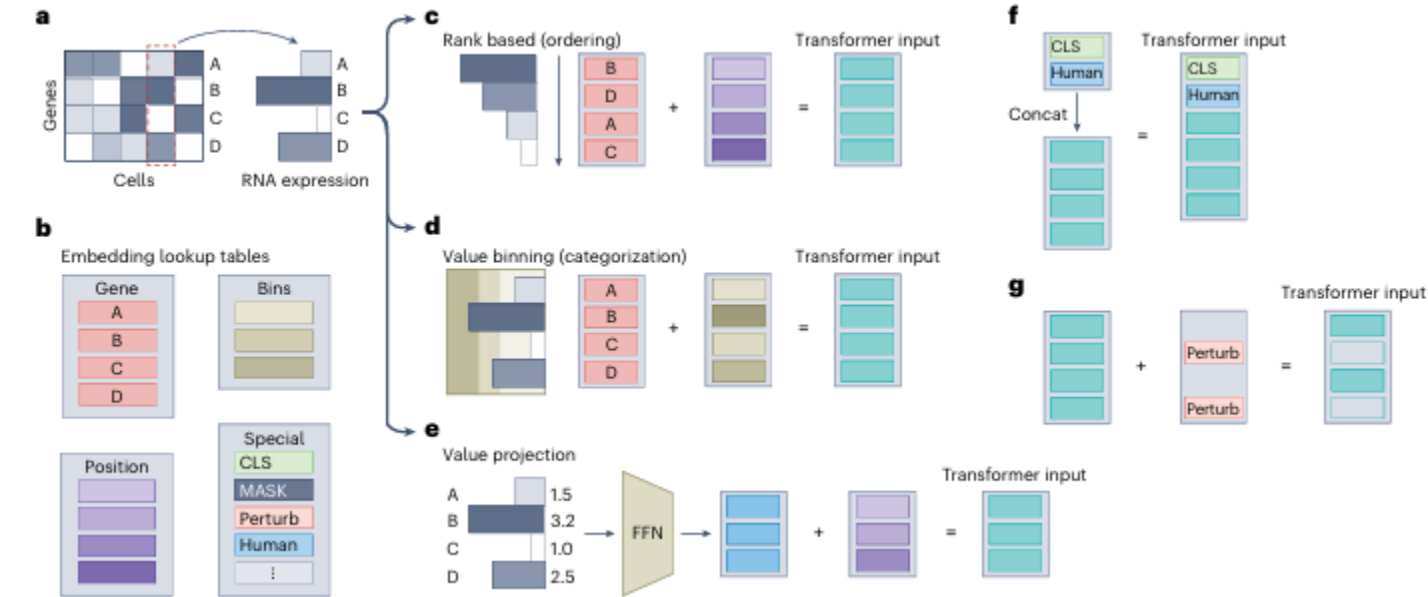 a
Genes
A
B
C
D
Cells
A
B
C
D
RNA expression
b
Embedding lookup tables
Gene
A
B
C
D
Bins
Position
Special
CLS
MASK
Perturb
Human
⋮
c
Rank based (ordering)
B
D
A
C
+
=
Transformer input
d
Value binning (categorization)
A
B
C
D
+
=
Transformer input
e
Value projection
A 1.5
B 3.2
C 1.0
D 2.5
FFN
+
=
Transformer input
f
CLS
Human
Concat
=
Transformer input
CLS
Human
g
+
Perturb
Perturb
=
Transformer input